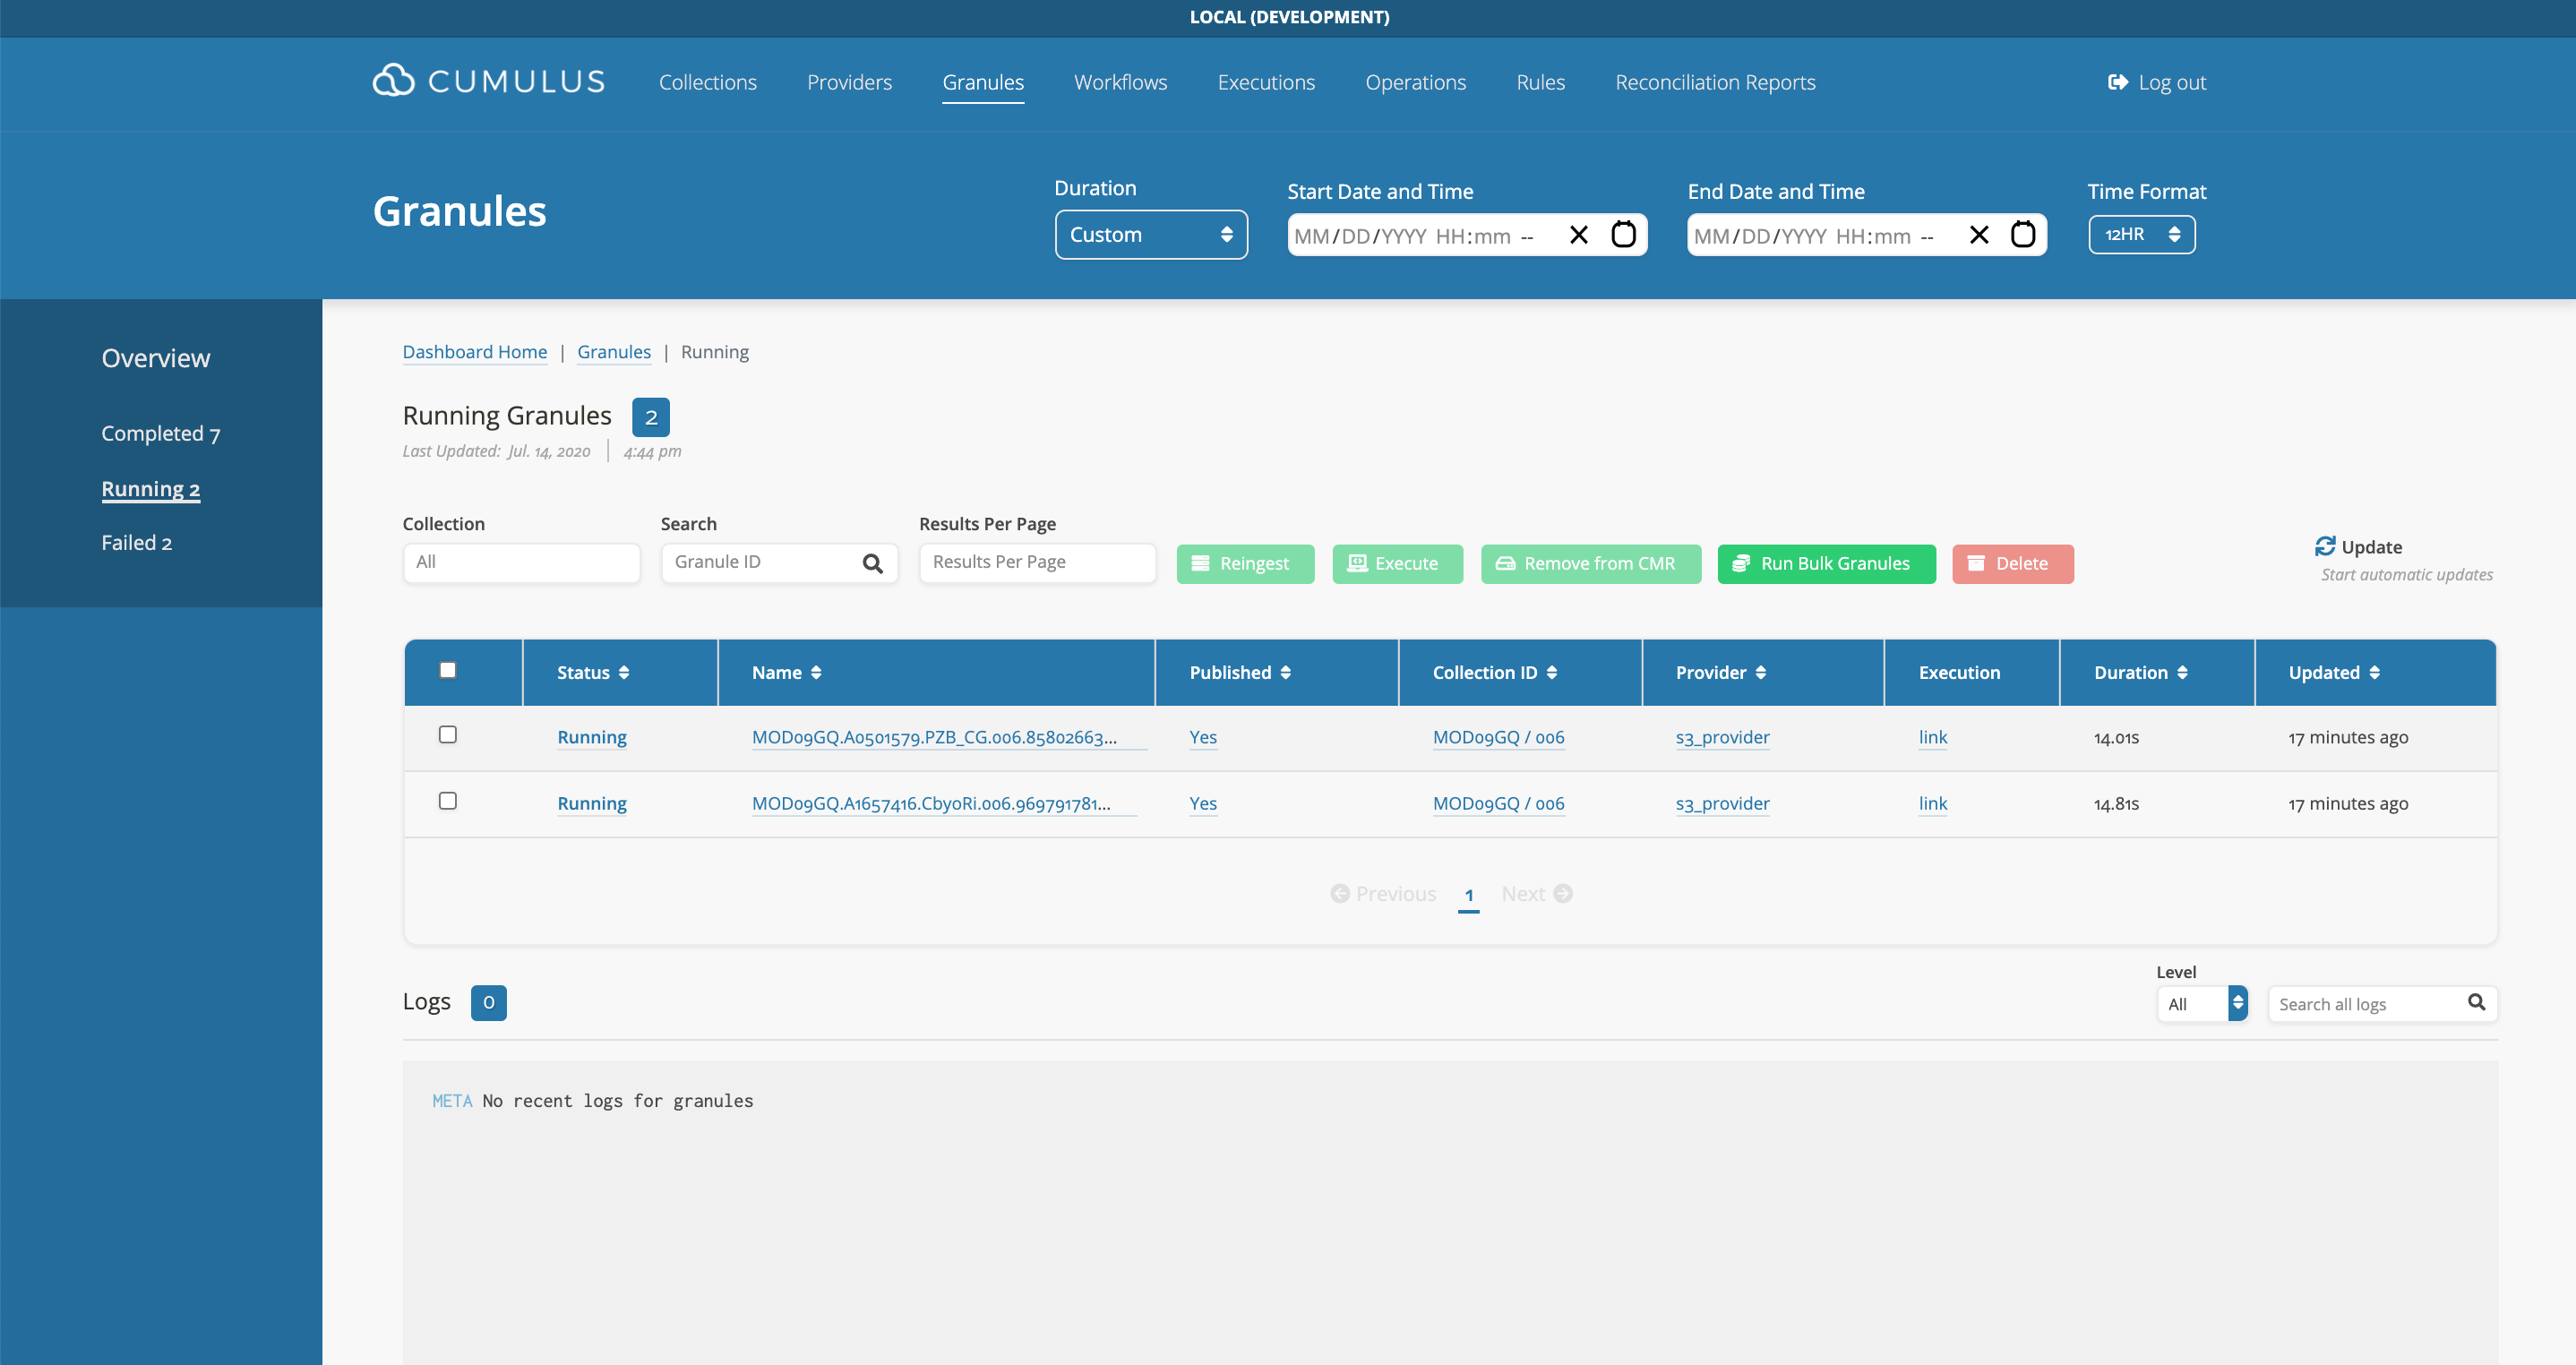 LOCAL (DEVELOPMENT)
CUMULUS Collections Providers Granules Workflows Executions Operations Rules Reconciliation Reports Log out
Granules
Duration Start Date and Time End Date and Time Time Format
Custom MM/DD/YYYY HH:mm -- MM/DD/YYYY HH:mm -- 12HR
Overview
Completed 7
Running 2
Failed 2
Dashboard Home | Granules | Running
Running Granules 2
Last Updated: Jul. 14, 2020 | 4:44 pm
Collection Search Results Per Page
All Granule ID Results Per Page Reingest Execute Remove from CMR Run Bulk Granules Delete
Update
Start automatic updates
Status Name Published Collection ID Provider Execution Duration Updated
Running MOD09GQ.A0501579.PZB_CG.006.85802663... Yes MOD09GQ / 006 s3_provider link 14.01s 17 minutes ago
Running MOD09GQ.A1657416.CbyoRi.006.969791781... Yes MOD09GQ / 006 s3_provider link 14.81s 17 minutes ago
Previous 1 Next
Logs 0
Level
All Search all logs
META No recent logs for granules